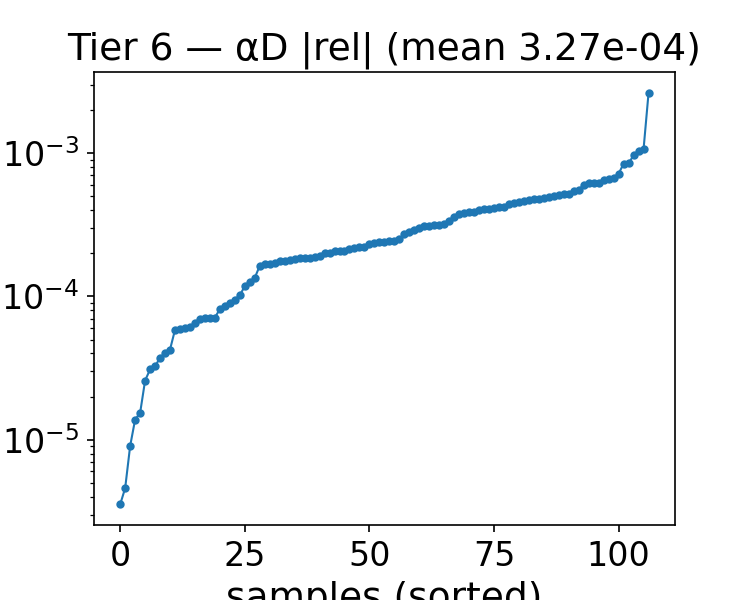 Tier 6 — αD |rel| (mean 3.27e-04)
10⁻³
10⁻⁴
10⁻⁵
0 25 50 75 100
samples (sorted)